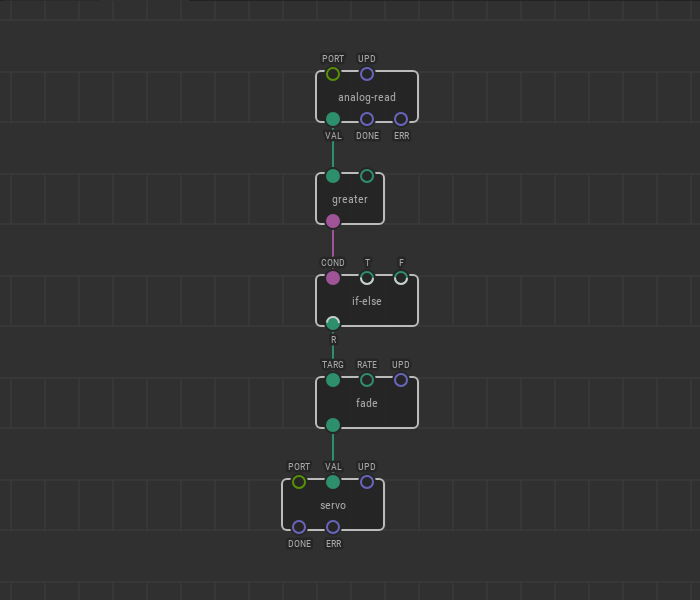 PORT UPD
analog-read
VAL DONE ERR
greater
COND T F
if-else
R
TARG RATE UPD
fade
PORT VAL UPD
servo
DONE ERR